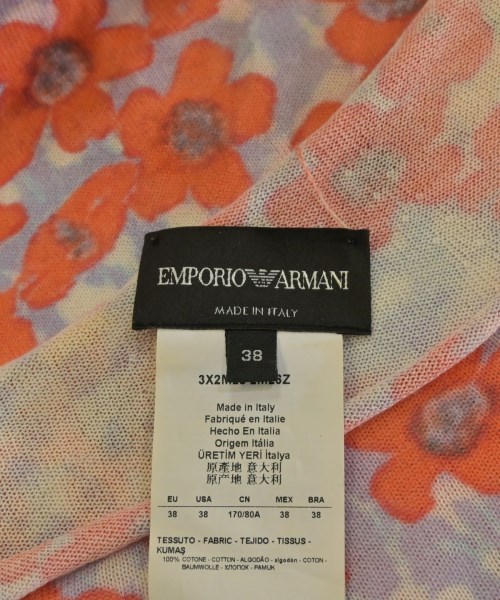 EMPORIO ARMANI
MADE IN ITALY
38
Made in Italy
Fabriqué en Italie
Hecho En Italia
Origem Itália
ÜRETİM YERİ İtalya
原產地 意大利
原产地 意大利
EU USA CN MEX BRA
38 38 170/80A 38 38
TESSUTO - FABRIC - TEJIDO - TISSUS -
KUMAŞ
100% COTONE - COTTON - ALGODÃO - algodón - COTON -
BAUMWOLLE - ХЛОПОК - PAMUK